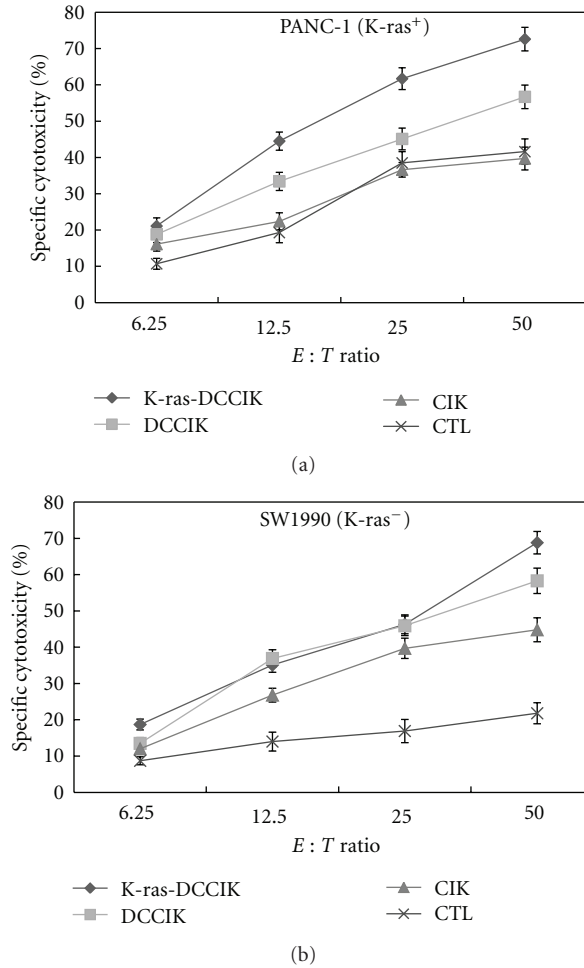 PANC-1 (K-ras+)
Specific cytotoxicity (%)
80
70
60
50
40
30
20
10
0
6.25 12.5 25 50
E : T ratio
K-ras-DCCIK CIK
DCCIK CTL
(a)
SW1990 (K-ras−)
Specific cytotoxicity (%)
80
70
60
50
40
30
20
10
0
6.25 12.5 25 50
E : T ratio
K-ras-DCCIK CIK
DCCIK CTL
(b)